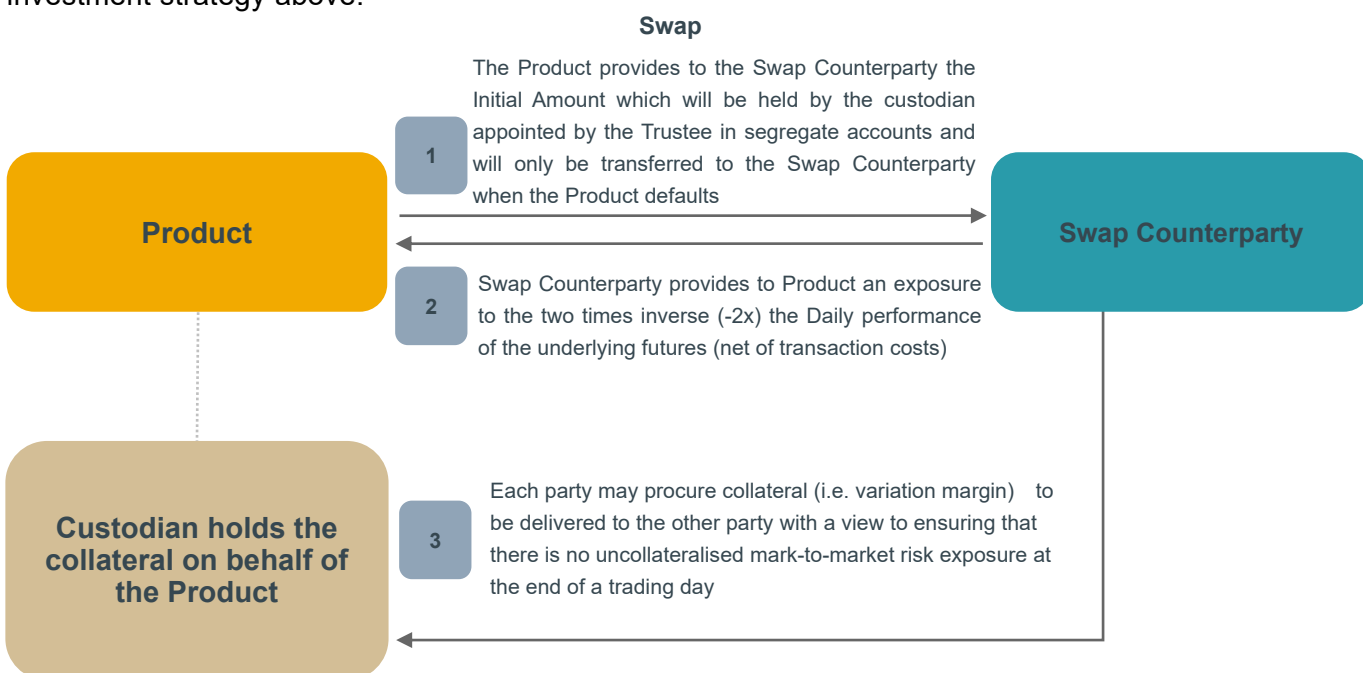 investment strategy above.
Swap
The Product provides to the Swap Counterparty the
Initial Amount which will be held by the custodian
appointed by the Trustee in segregate accounts and
will only be transferred to the Swap Counterparty
when the Product defaults
1
Product
Swap Counterparty
2
Swap Counterparty provides to Product an exposure
to the two times inverse (-2x) the Daily performance
of the underlying futures (net of transaction costs)
Custodian holds the
collateral on behalf of
the Product
3
Each party may procure collateral (i.e. variation margin) to
be delivered to the other party with a view to ensuring that
there is no uncollateralised mark-to-market risk exposure at
the end of a trading day